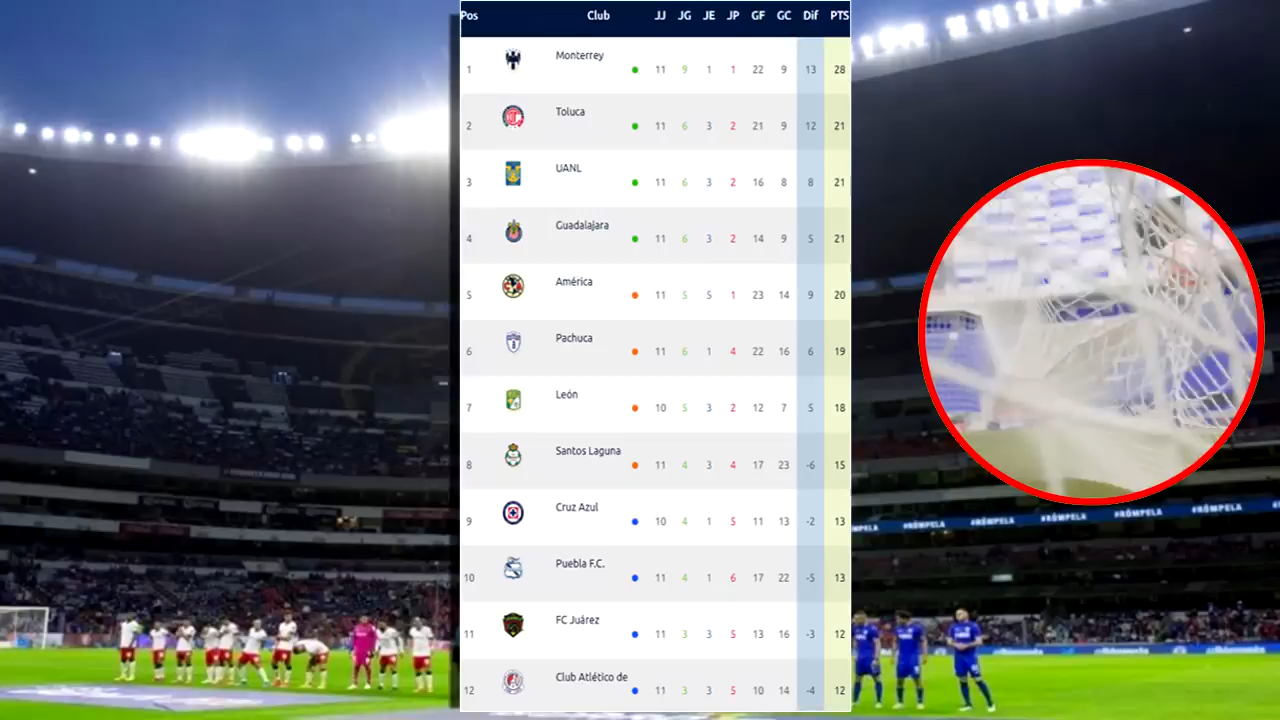 Pos Club JJ JG JE JP GF GC Dif PTS
1 Monterrey 11 9 1 1 22 9 13 28
2 Toluca 11 6 3 2 21 9 12 21
3 UANL 11 6 3 2 16 8 8 21
4 Guadalajara 11 6 3 2 14 9 5 21
5 América 11 5 5 1 23 14 9 20
6 Pachuca 11 6 1 4 22 16 6 19
7 León 10 5 3 2 12 7 5 18
8 Santos Laguna 11 4 3 4 17 23 -6 15
9 Cruz Azul 10 4 1 5 11 13 -2 13
10 Puebla F.C. 11 4 1 6 17 22 -5 13
11 FC Juárez 11 3 3 5 13 16 -3 12
12 Club Atlético de 11 3 3 5 10 14 -4 12
#RÓMPELA #RÓMPELA #RÓMPELA #RÓMPELA